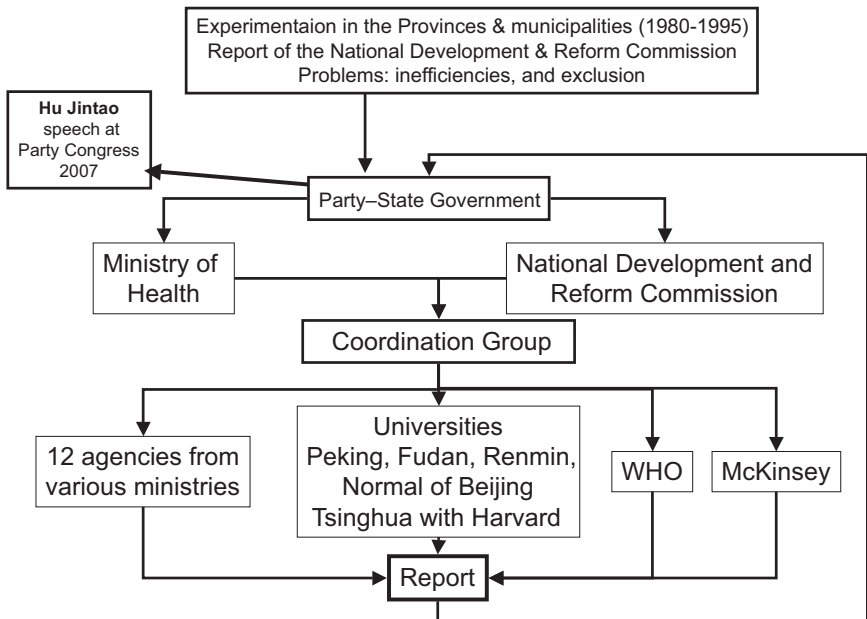 Experimentaion in the Provinces & municipalities (1980-1995)
Report of the National Development & Reform Commission
Problems: inefficiencies, and exclusion
Hu Jintao
speech at
Party Congress
2007
Party–State Government
Ministry of
Health
National Development and
Reform Commission
Coordination Group
12 agencies from
various ministries
Universities
Peking, Fudan, Renmin,
Normal of Beijing
Tsinghua with Harvard
WHO
McKinsey
Report